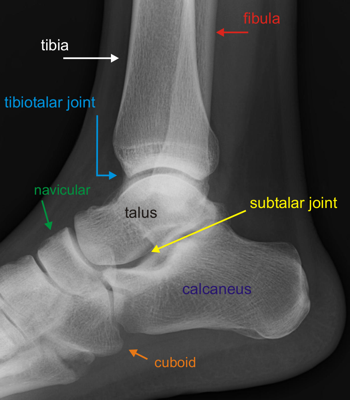 fibula
tibia
tibiotalar joint
navicular
talus
subtalar joint
calcaneus
cuboid